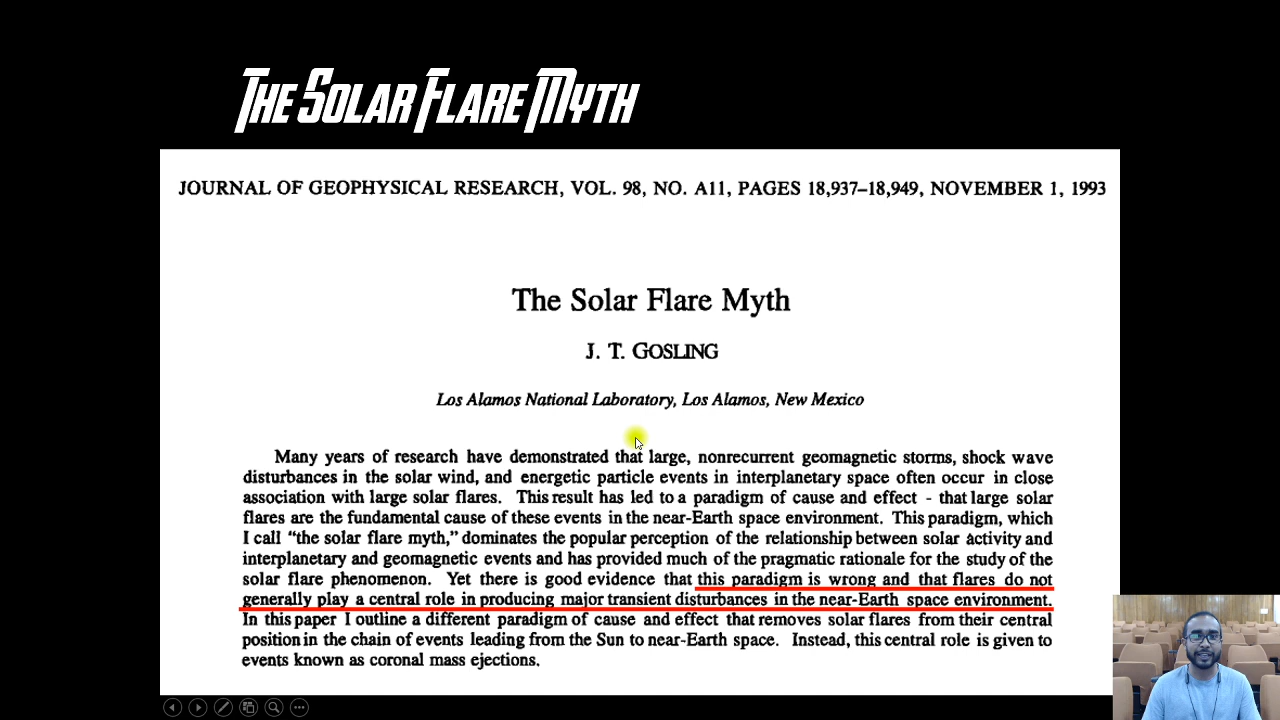 THE SOLAR FLARE MYTH
JOURNAL OF GEOPHYSICAL RESEARCH, VOL. 98, NO. A11, PAGES 18,937–18,949, NOVEMBER 1, 1993
The Solar Flare Myth
J. T. GOSLING
Los Alamos National Laboratory, Los Alamos, New Mexico
Many years of research have demonstrated that large, nonrecurrent geomagnetic storms, shock wave
disturbances in the solar wind, and energetic particle events in interplanetary space often occur in close
association with large solar flares. This result has led to a paradigm of cause and effect - that large solar
flares are the fundamental cause of these events in the near-Earth space environment. This paradigm, which
I call "the solar flare myth," dominates the popular perception of the relationship between solar activity and
interplanetary and geomagnetic events and has provided much of the pragmatic rationale for the study of the
solar flare phenomenon. Yet there is good evidence that this paradigm is wrong and that flares do not
generally play a central role in producing major transient disturbances in the near-Earth space environment.
In this paper I outline a different paradigm of cause and effect that removes solar flares from their central
position in the chain of events leading from the Sun to near-Earth space. Instead, this central role is given to
events known as coronal mass ejections.